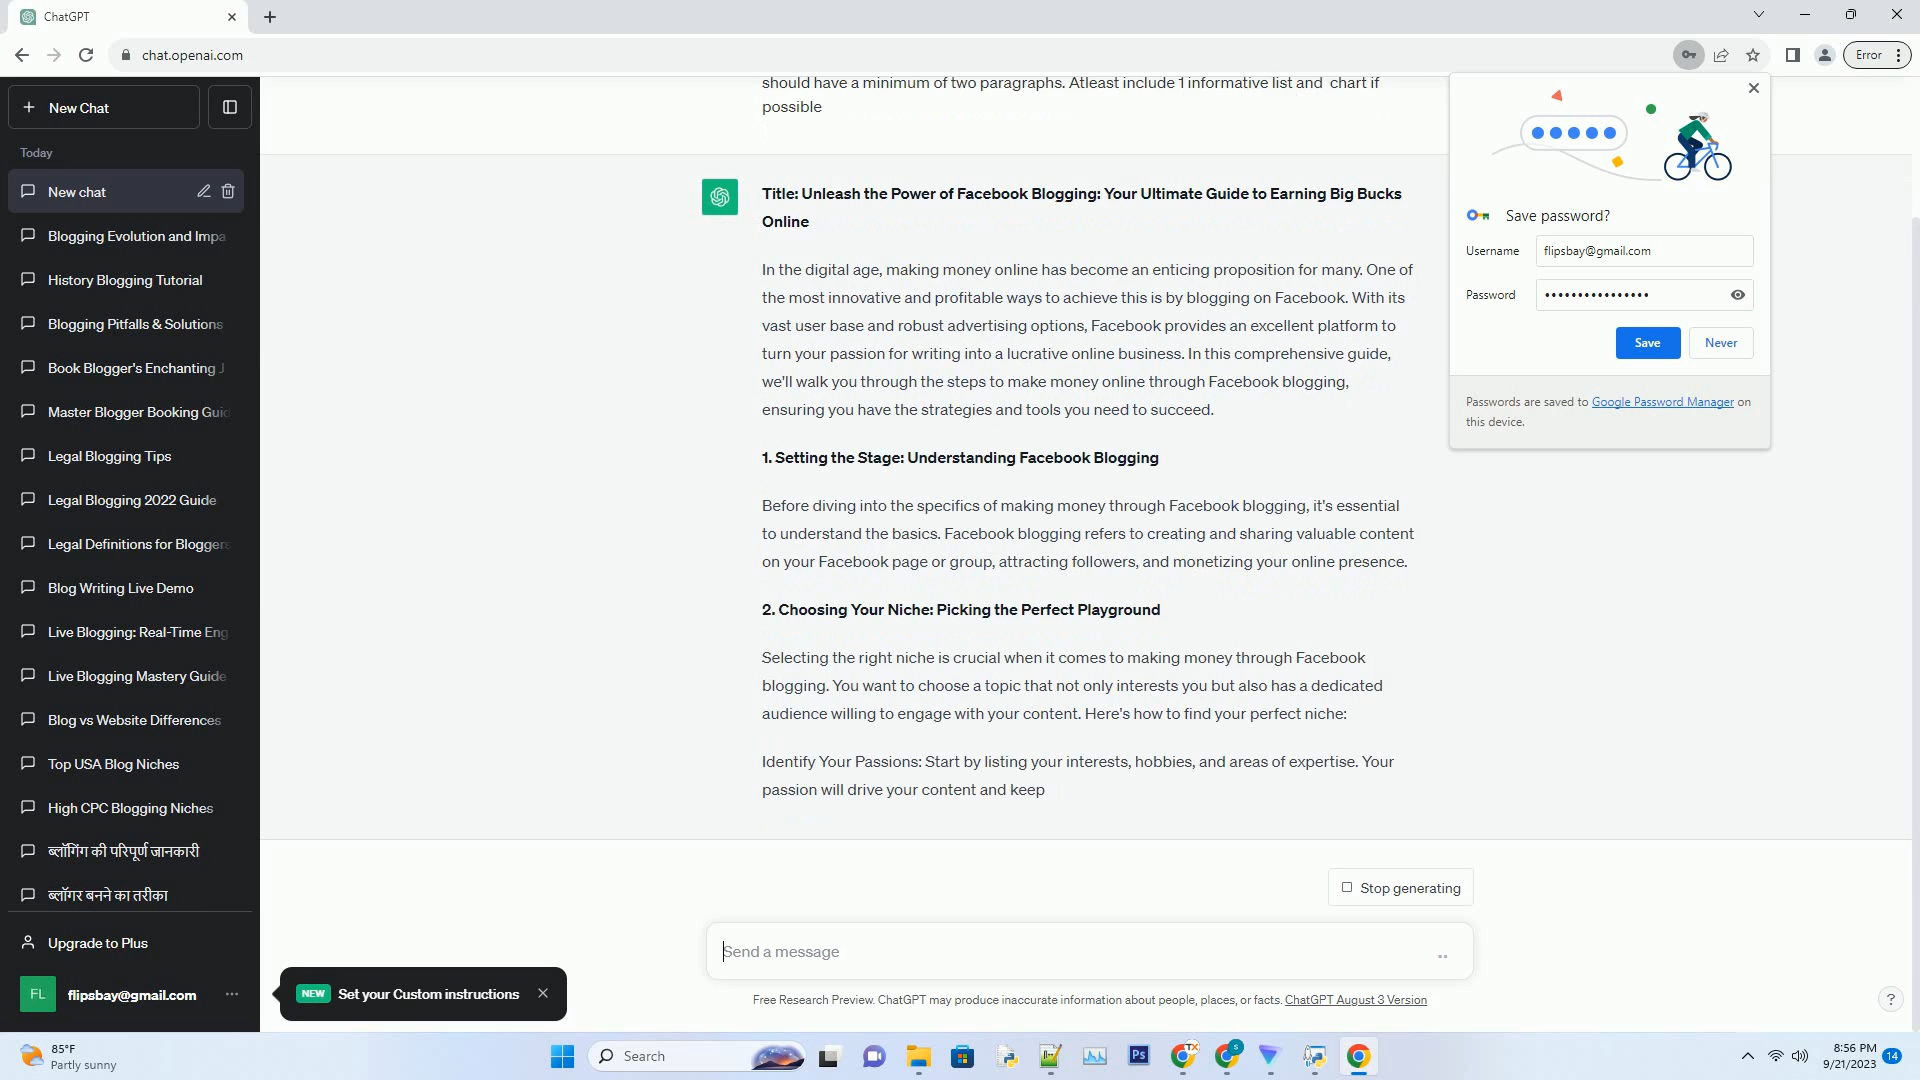 ChatGPT
chat.openai.com
Error
New Chat
Today
New chat
Blogging Evolution and Impa
History Blogging Tutorial
Blogging Pitfalls & Solutions
Book Blogger's Enchanting J
Master Blogger Booking Guid
Legal Blogging Tips
Legal Blogging 2022 Guide
Legal Definitions for Bloggers
Blog Writing Live Demo
Live Blogging: Real-Time Eng
Live Blogging Mastery Guide
Blog vs Website Differences
Top USA Blog Niches
High CPC Blogging Niches
ब्लॉगिंग की परिपूर्ण जानकारी
ब्लॉगर बनने का तरीका
Upgrade to Plus
FL
flipsbay@gmail.com
should have a minimum of two paragraphs. Atleast include 1 informative list and  chart if
possible
Title: Unleash the Power of Facebook Blogging: Your Ultimate Guide to Earning Big Bucks
Online
In the digital age, making money online has become an enticing proposition for many. One of
the most innovative and profitable ways to achieve this is by blogging on Facebook. With its
vast user base and robust advertising options, Facebook provides an excellent platform to
turn your passion for writing into a lucrative online business. In this comprehensive guide,
we'll walk you through the steps to make money online through Facebook blogging,
ensuring you have the strategies and tools you need to succeed.
1. Setting the Stage: Understanding Facebook Blogging
Before diving into the specifics of making money through Facebook blogging, it's essential
to understand the basics. Facebook blogging refers to creating and sharing valuable content
on your Facebook page or group, attracting followers, and monetizing your online presence.
2. Choosing Your Niche: Picking the Perfect Playground
Selecting the right niche is crucial when it comes to making money through Facebook
blogging. You want to choose a topic that not only interests you but also has a dedicated
audience willing to engage with your content. Here's how to find your perfect niche:
Identify Your Passions: Start by listing your interests, hobbies, and areas of expertise. Your
passion will drive your content and keep
Stop generating
Send a message
Free Research Preview. ChatGPT may produce inaccurate information about people, places, or facts. ChatGPT August 3 Version
NEW Set your Custom instructions
?
Save password?
Username flipsbay@gmail.com
Password ••••••••••••••••
Save Never
Passwords are saved to Google Password Manager on
this device.
85°F
Partly sunny
Search
Ps
TX
S
8:56 PM
9/21/2023
14